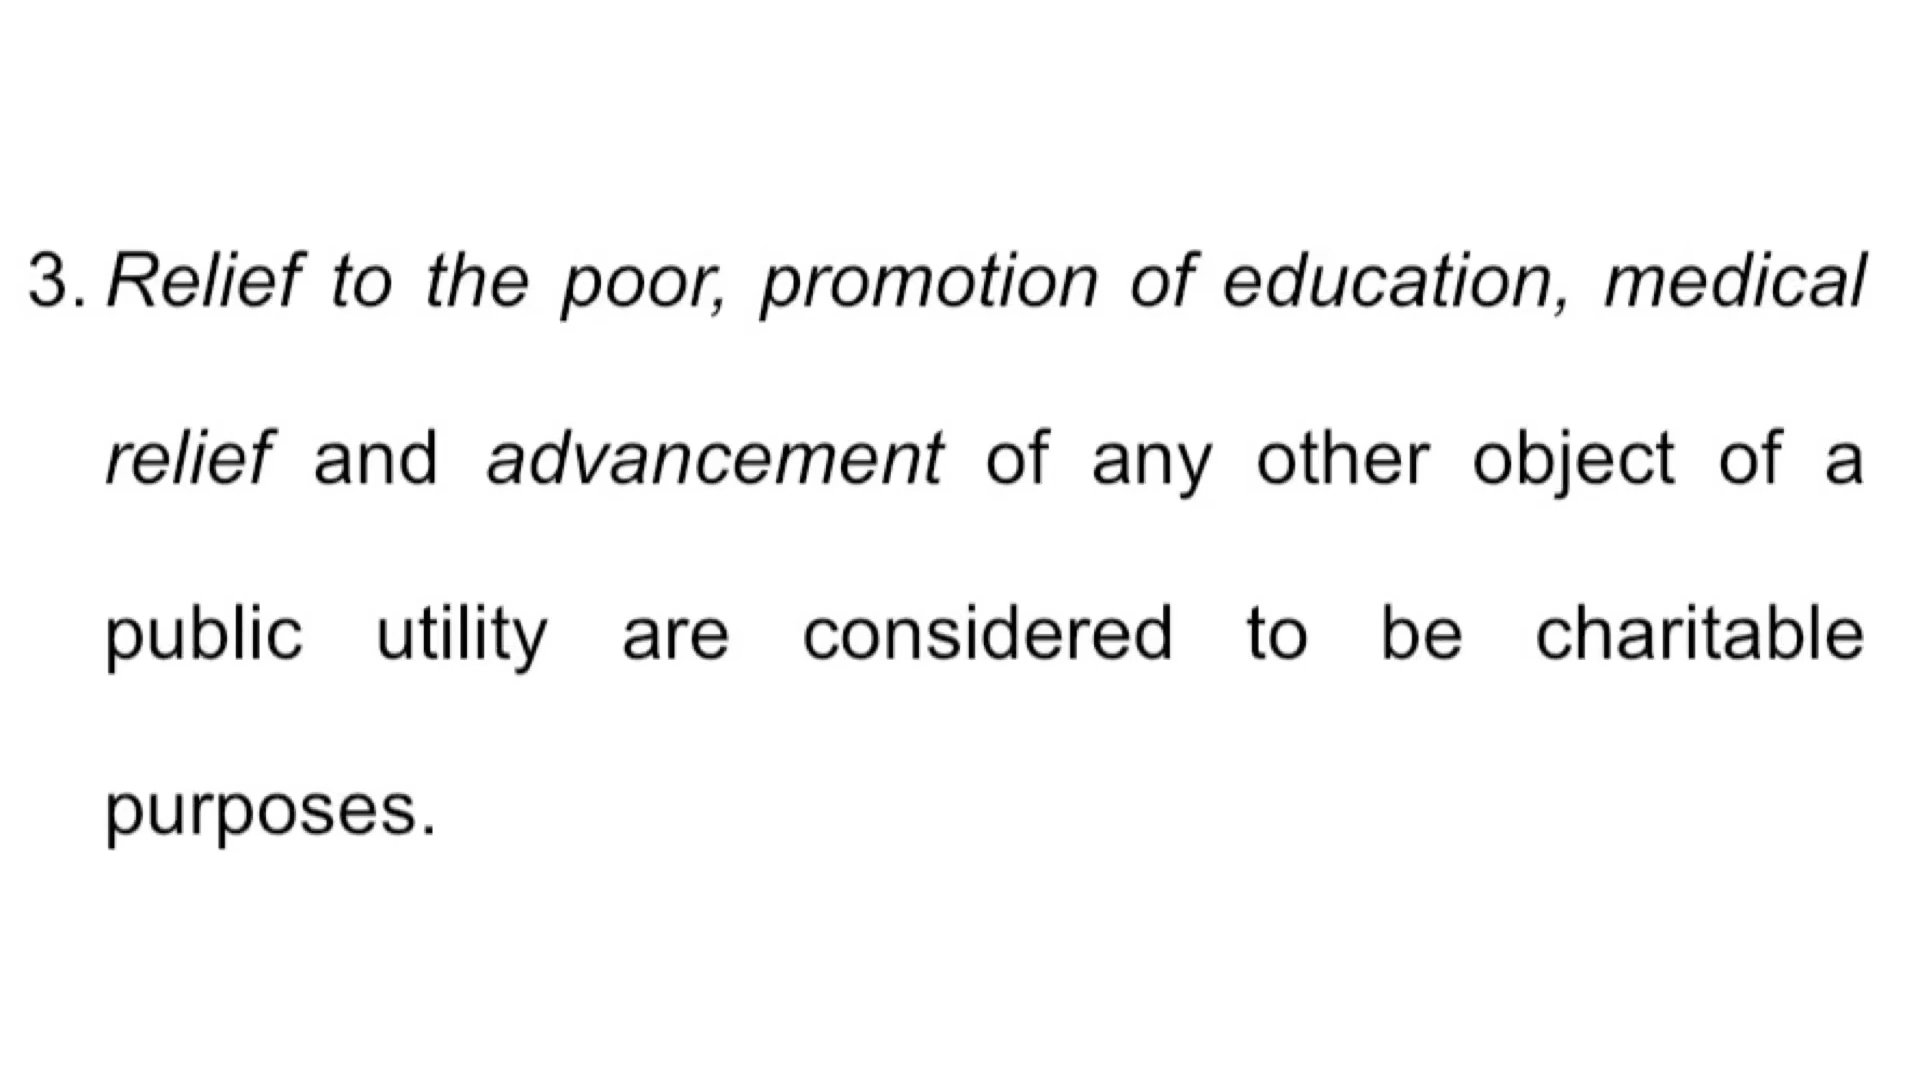 3. Relief to the poor, promotion of education, medical
relief and advancement of any other object of a
public utility are considered to be charitable
purposes.